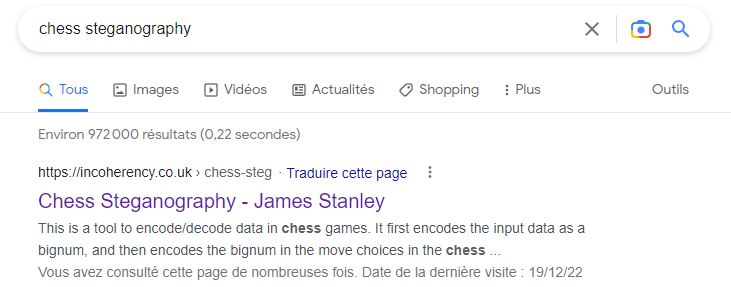 chess steganography
Tous Images Vidéos Actualités Shopping Plus Outils
Environ 972 000 résultats (0,22 secondes)
https://incoherency.co.uk › chess-steg · Traduire cette page
Chess Steganography - James Stanley
This is a tool to encode/decode data in chess games. It first encodes the input data as a
bignum, and then encodes the bignum in the move choices in the chess ...
Vous avez consulté cette page de nombreuses fois. Date de la dernière visite : 19/12/22